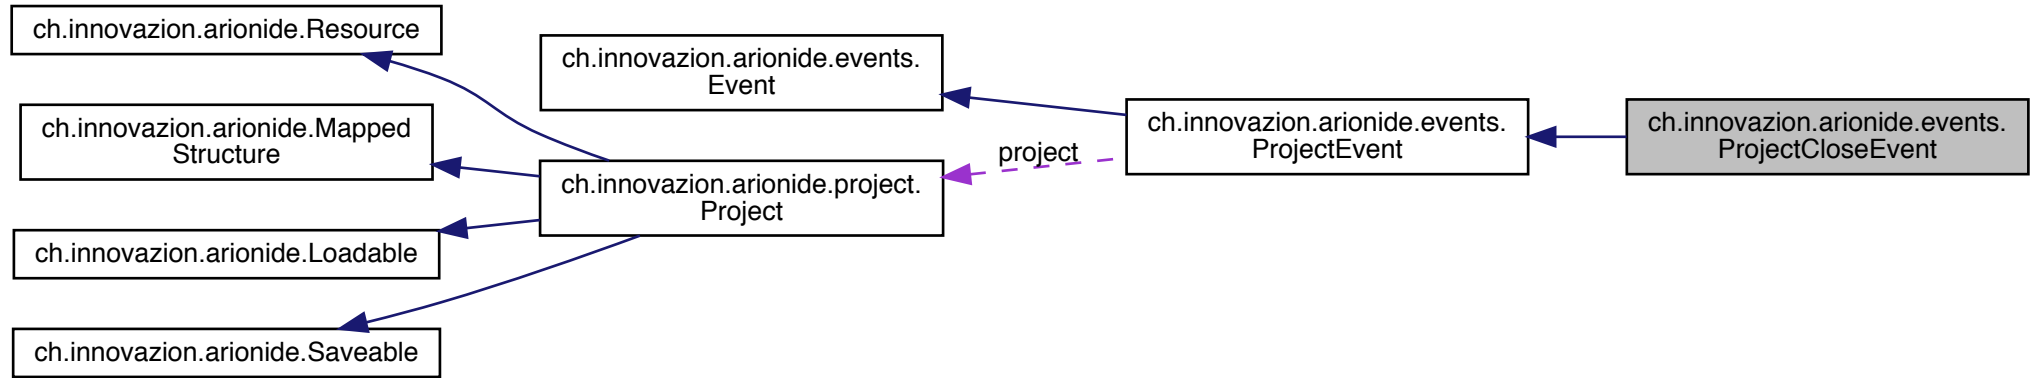 ch.innovazion.arionide.Resource
ch.innovazion.arionide.Mapped
Structure
ch.innovazion.arionide.Loadable
ch.innovazion.arionide.Saveable
ch.innovazion.arionide.events.
Event
ch.innovazion.arionide.project.
Project
project
ch.innovazion.arionide.events.
ProjectEvent
ch.innovazion.arionide.events.
ProjectCloseEvent